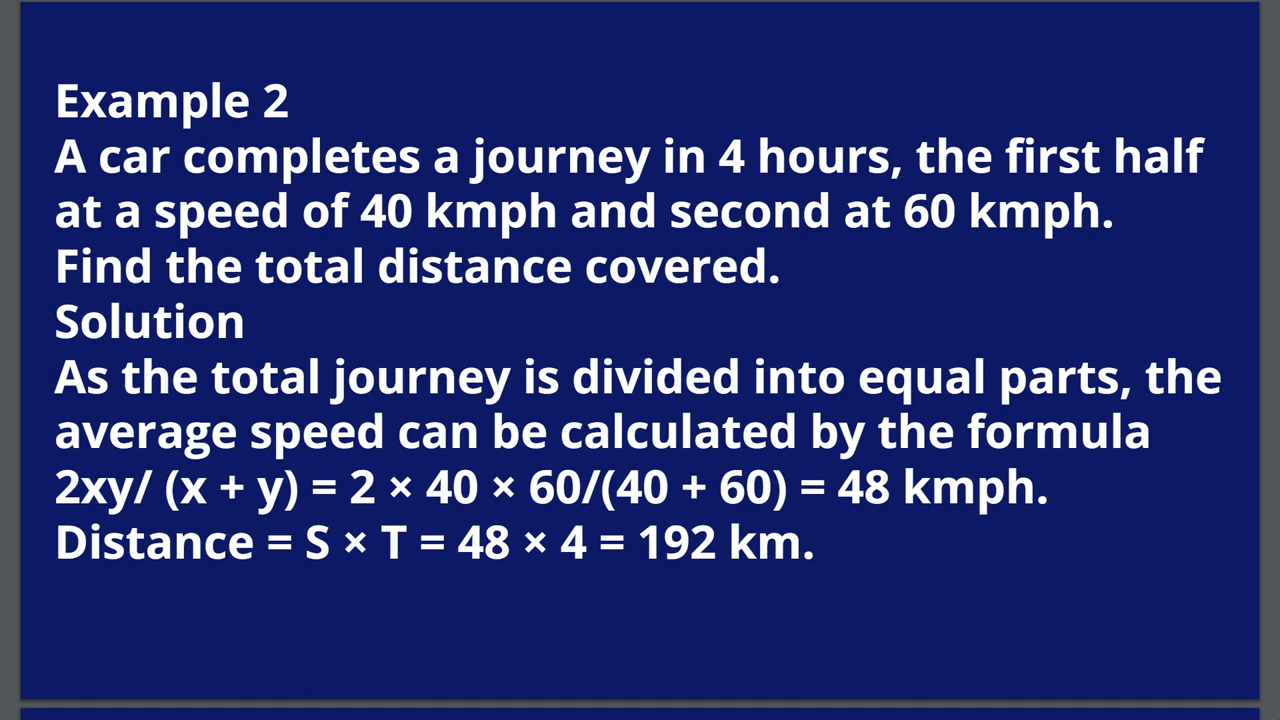 Example 2
A car completes a journey in 4 hours, the first half
at a speed of 40 kmph and second at 60 kmph.
Find the total distance covered.
Solution
As the total journey is divided into equal parts, the
average speed can be calculated by the formula
2xy/ (x + y) = 2 × 40 × 60/(40 + 60) = 48 kmph.
Distance = S × T = 48 × 4 = 192 km.